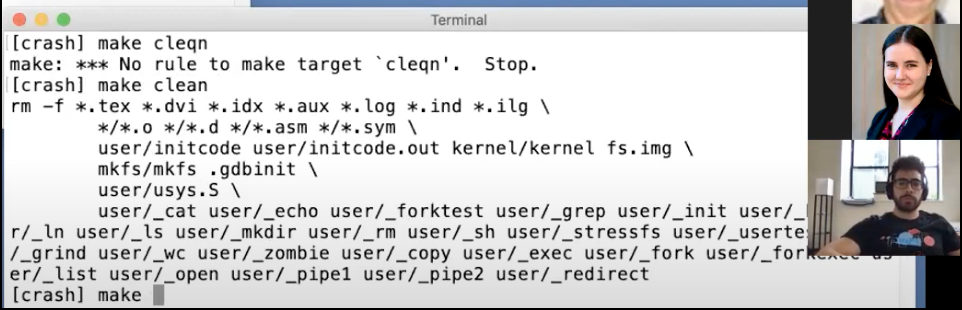 Terminal
[crash] make cleqn
make: *** No rule to make target `cleqn'.  Stop.
[crash] make clean
rm -f *.tex *.dvi *.idx *.aux *.log *.ind *.ilg \
        */*.o */*.d */*.asm */*.sym \
        user/initcode user/initcode.out kernel/kernel fs.img \
        mkfs/mkfs .gdbinit \
        user/usys.S \
        user/_cat user/_echo user/_forktest user/_grep user/_init user/_
r/_ln user/_ls user/_mkdir user/_rm user/_sh user/_stressfs user/_userte
/_grind user/_wc user/_zombie user/_copy user/_exec user/_fork user/_forkexec us
er/_list user/_open user/_pipe1 user/_pipe2 user/_redirect
[crash] make